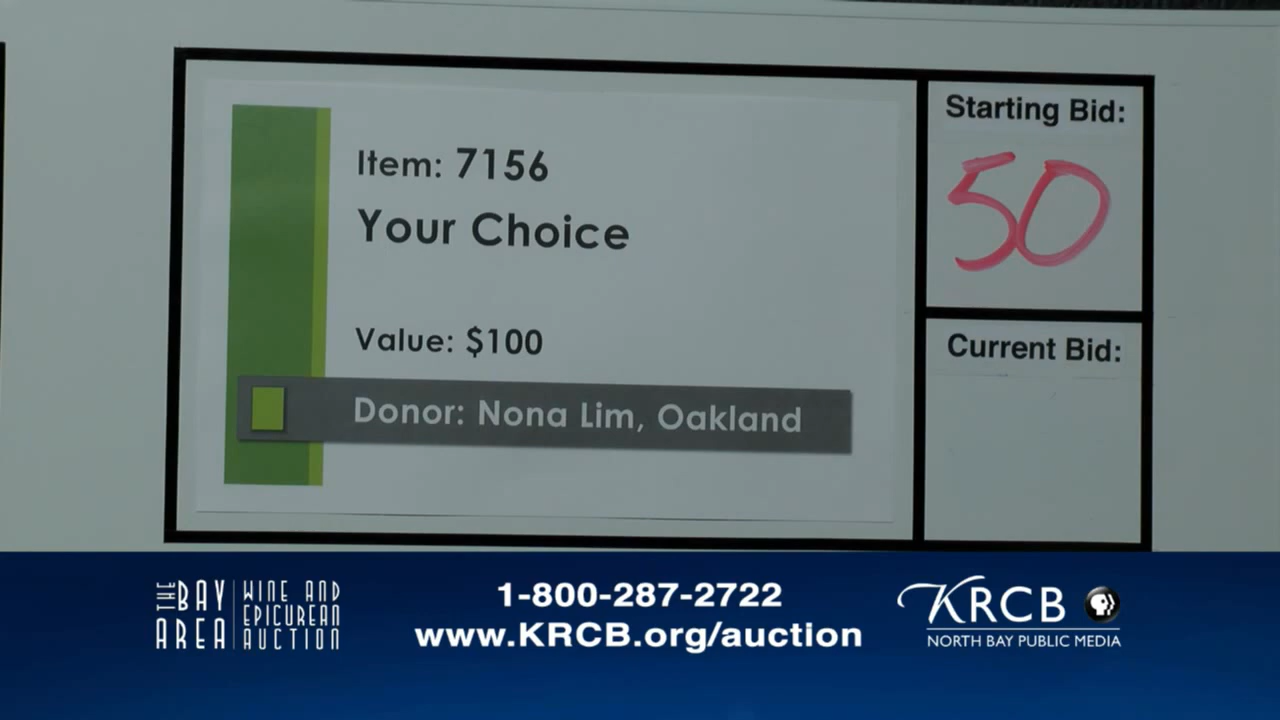 Item: 7156
Your Choice
Value: $100
Donor: Nona Lim, Oakland
Starting Bid:
50
Current Bid:
THE BAY AREA
WINE AND EPICUREAN AUCTION
1-800-287-2722
www.KRCB.org/auction
KRCB
NORTH BAY PUBLIC MEDIA